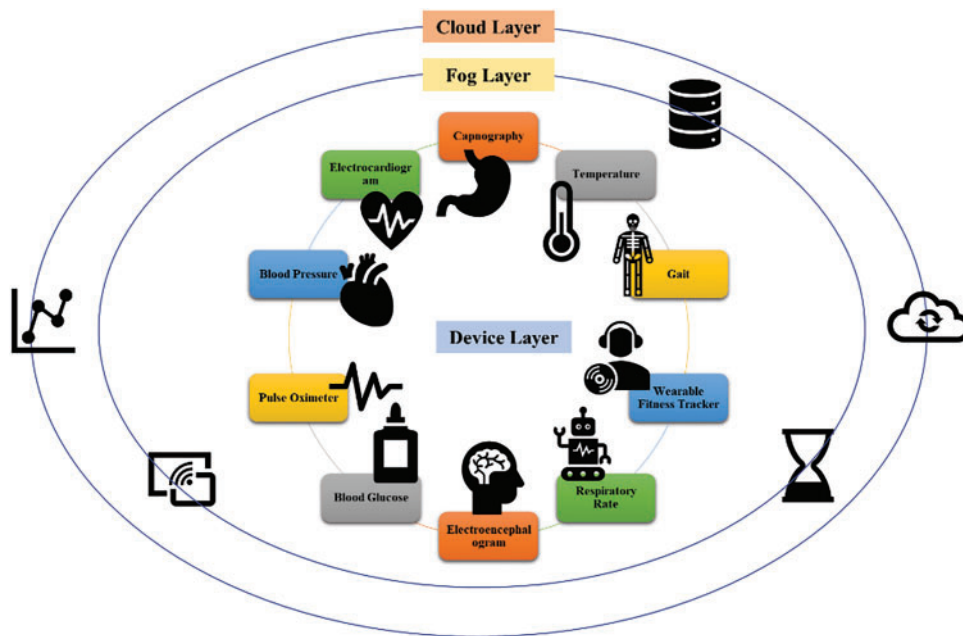 Cloud Layer
Fog Layer
Capnography
Electrocardiogr
am
Temperature
Blood Pressure
Gait
Device Layer
Pulse Oximeter
Wearable
Fitness Tracker
Blood Glucose
Respiratory
Rate
Electroencephal
ogram